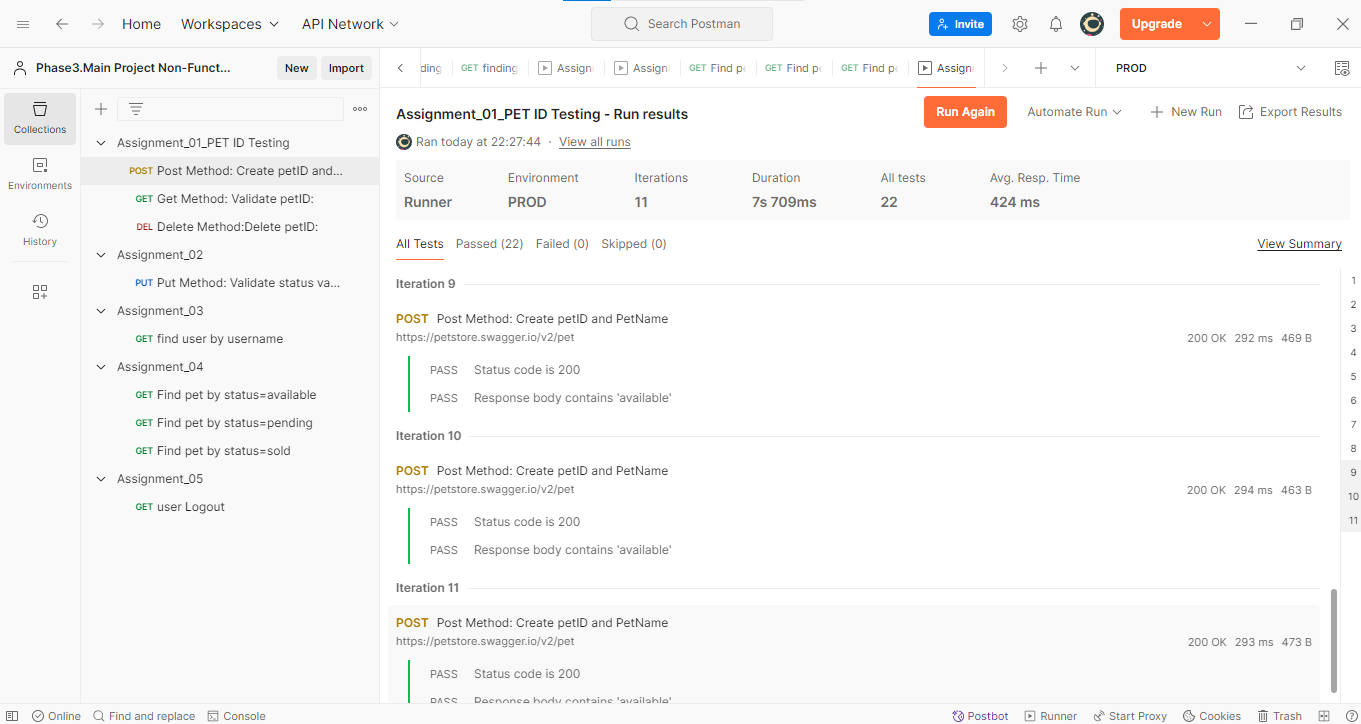 Home Workspaces API Network Search Postman Invite Upgrade
Phase3.Main Project Non-Funct... New Import
ding GET finding Assign Assign GET Find p GET Find p GET Find p Assign PROD
Collections
Environments
History
Assignment_01_PET ID Testing
POST Post Method: Create petID and...
GET Get Method: Validate petID:
DEL Delete Method:Delete petID:
Assignment_02
PUT Put Method: Validate status va...
Assignment_03
GET find user by username
Assignment_04
GET Find pet by status=available
GET Find pet by status=pending
GET Find pet by status=sold
Assignment_05
GET user Logout
Assignment_01_PET ID Testing - Run results Run Again Automate Run New Run Export Results
Ran today at 22:27:44 · View all runs
Source Environment Iterations Duration All tests Avg. Resp. Time
Runner PROD 11 7s 709ms 22 424 ms
All Tests Passed (22) Failed (0) Skipped (0) View Summary
Iteration 9
POST Post Method: Create petID and PetName
https://petstore.swagger.io/v2/pet 200 OK 292 ms 469 B
PASS Status code is 200
PASS Response body contains 'available'
Iteration 10
POST Post Method: Create petID and PetName
https://petstore.swagger.io/v2/pet 200 OK 294 ms 463 B
PASS Status code is 200
PASS Response body contains 'available'
Iteration 11
POST Post Method: Create petID and PetName
https://petstore.swagger.io/v2/pet 200 OK 293 ms 473 B
PASS Status code is 200
PASS Response body contains 'available'
1
2
3
4
5
6
7
8
9
10
11
Online Find and replace Console Postbot Runner Start Proxy Cookies Trash